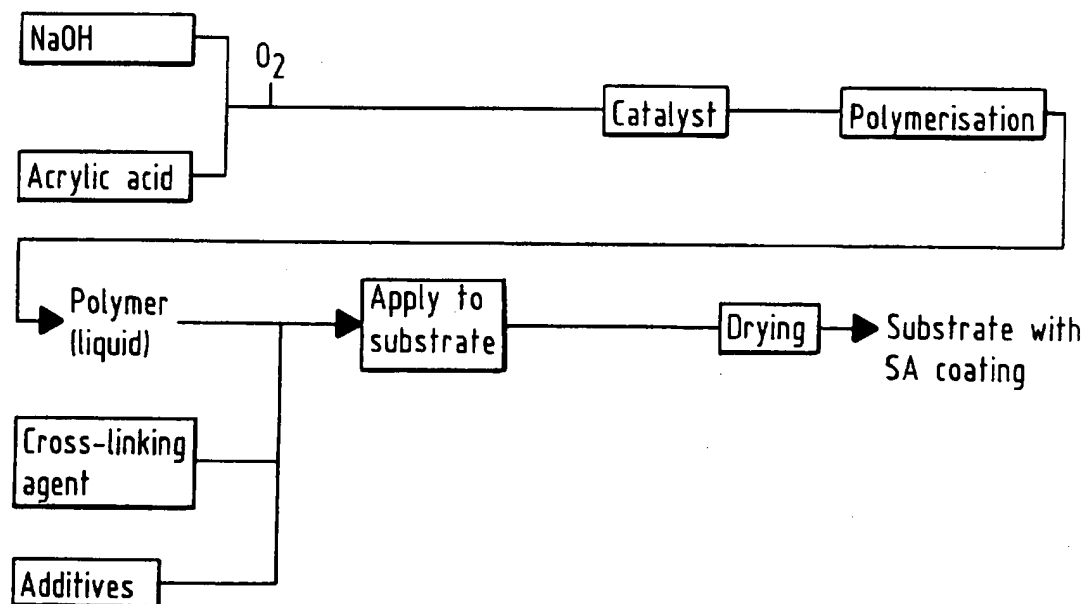 NaOH
O2
Catalyst
Polymerisation
Acrylic acid
Polymer
(liquid)
Apply to
substrate
Drying
Substrate with
SA coating
Cross-linking
agent
Additives